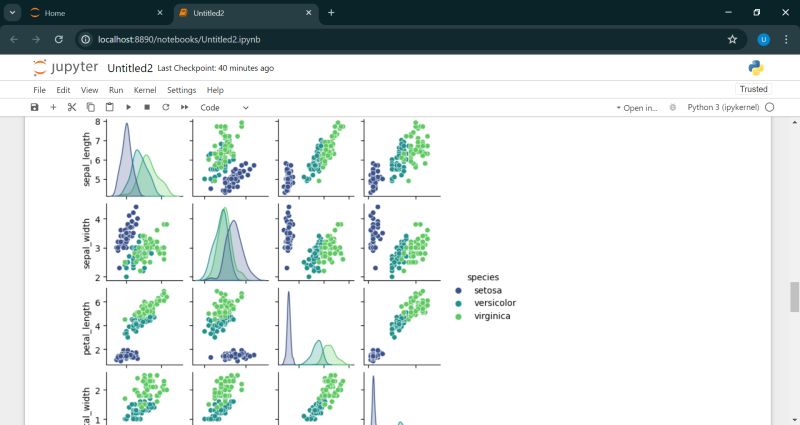 Home
Untitled2
localhost:8890/notebooks/Untitled2.ipynb
U
jupyter Untitled2 Last Checkpoint: 40 minutes ago
File Edit View Run Kernel Settings Help
Trusted
Code
Open in...
Python 3 (ipykernel)
8
7
6
5
sepal_length
4
3
2
sepal_width
species
setosa
versicolor
virginica
6
4
2
petal_length
2
1
al_width